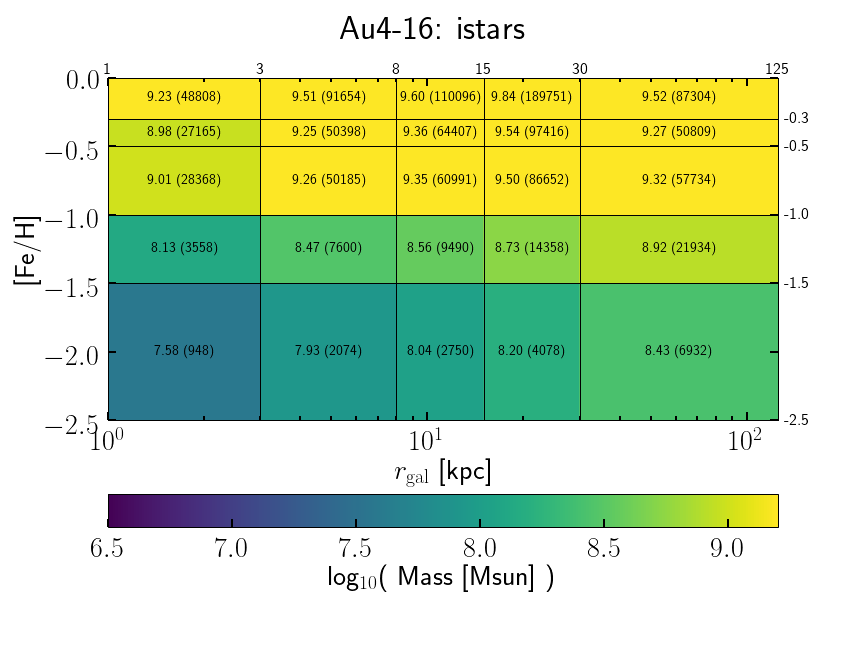 Au4-16: istars
1 3 8 15 30 125
0.0
9.23 (48808) 9.51 (91654) 9.60 (110096) 9.84 (189751) 9.52 (87304)
-0.3
8.98 (27165) 9.25 (50398) 9.36 (64407) 9.54 (97416) 9.27 (50809)
−0.5 -0.5
9.01 (28368) 9.26 (50185) 9.35 (60991) 9.50 (86652) 9.32 (57734)
−1.0 -1.0
[Fe/H]
8.13 (3558) 8.47 (7600) 8.56 (9490) 8.73 (14358) 8.92 (21934)
−1.5 -1.5
7.58 (948) 7.93 (2074) 8.04 (2750) 8.20 (4078) 8.43 (6932)
−2.0
−2.5 -2.5
10⁰ 10¹ 10²
r_gal [kpc]
6.5 7.0 7.5 8.0 8.5 9.0
log₁₀( Mass [Msun] )